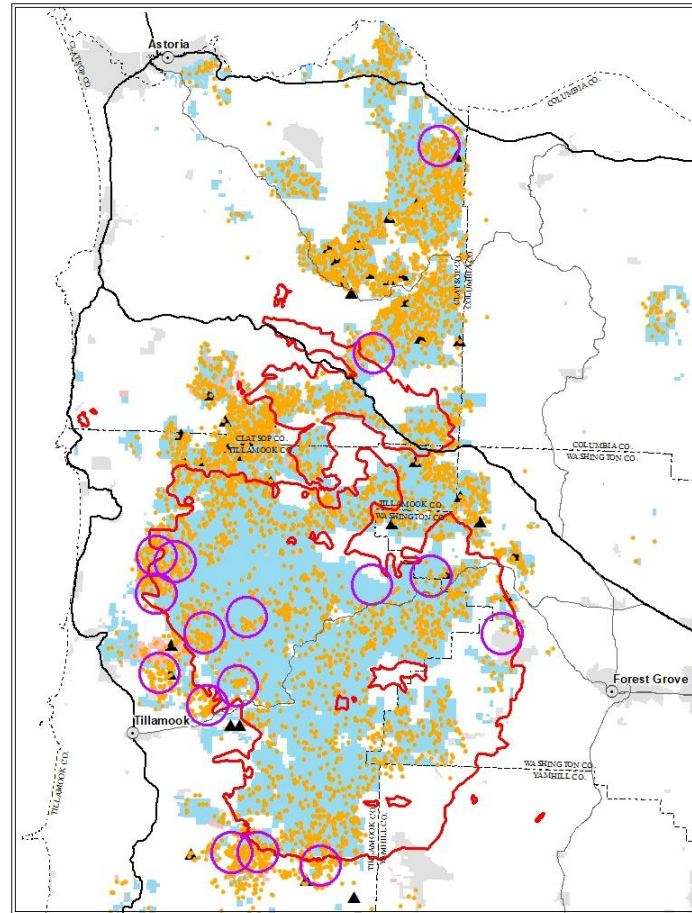 Astoria
CLATSOP CO.
COLUMBIA CO.
CLATSOP CO.
COLUMBIA CO.
CLATSOP CO.
TILLAMOOK CO.
COLUMBIA CO.
WASHINGTON CO.
TILLAMOOK CO.
WASHINGTON CO.
Forest Grove
Tillamook
TILLAMOOK CO.
WASHINGTON CO.
YAMHILL CO.
TILLAMOOK CO.
YAMHILL CO.